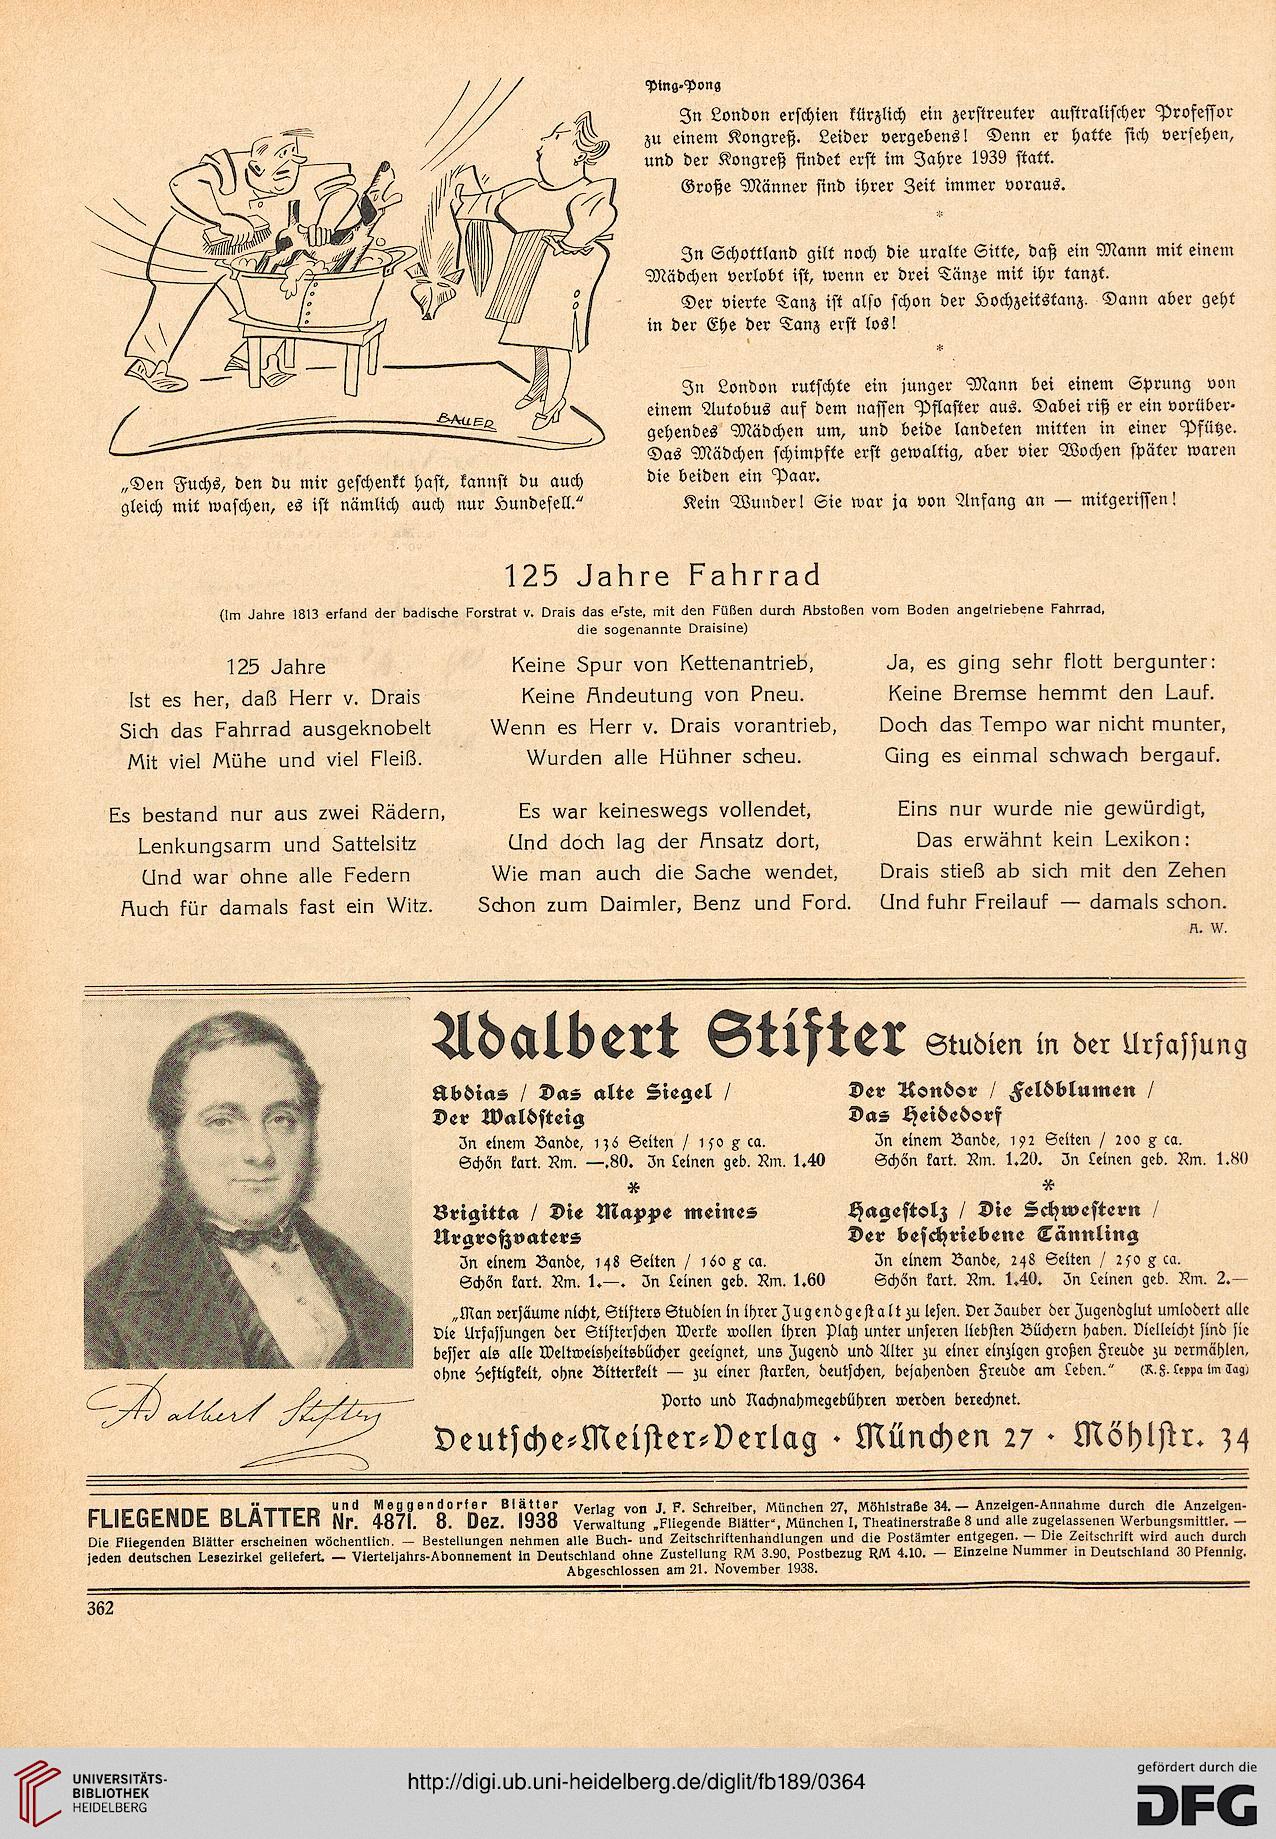 BAUER
„Den Fuchs, den du mir geschenkt hast, kannst du auch
gleich mit waschen, es ist nämlich auch nur Hundefell.“
Ping-Pong
In London erschien kürzlich ein zerstreuter australischer Professor
zu einem Kongreß. Leider vergebens! Denn er hatte sich versehen,
und der Kongreß findet erst im Jahre 1939 statt.
Große Männer sind ihrer Zeit immer voraus.
*
In Schottland gilt noch die uralte Sitte, daß ein Mann mit einem
Mädchen verlobt ist, wenn er drei Tänze mit ihr tanzt.
Der vierte Tanz ist also schon der Hochzeitstanz. Dann aber geht
in der Ehe der Tanz erst los!
*
In London rutschte ein junger Mann bei einem Sprung von
einem Autobus auf dem nassen Pflaster aus. Dabei riß er ein vorüber-
gehendes Mädchen um, und beide landeten mitten in einer Pfütze.
Das Mädchen schimpfte erst gewaltig, aber vier Wochen später waren
die beiden ein Paar.
Kein Wunder! Sie war ja von Anfang an — mitgerissen!
125 Jahre Fahrrad
(Im Jahre 1813 erfand der badische Forstrat v. Drais das erste, mit den Füßen durch Abstoßen vom Boden angetriebene Fahrrad,
die sogenannte Draisine)
125 Jahre
Ist es her, daß Herr v. Drais
Sich das Fahrrad ausgeknobelt
Mit viel Mühe und viel Fleiß.
Es bestand nur aus zwei Rädern,
Lenkungsarm und Sattelsitz
Und war ohne alle Federn
Auch für damals fast ein Witz.
Keine Spur von Kettenantrieb,
Keine Andeutung von Pneu.
Wenn es Herr v. Drais vorantrieb,
Wurden alle Hühner scheu.
Es war keineswegs vollendet,
Und doch lag der Ansatz dort,
Wie man auch die Sache wendet,
Schon zum Daimler, Benz und Ford.
Ja, es ging sehr flott bergunter:
Keine Bremse hemmt den Lauf.
Doch das Tempo war nicht munter,
Ging es einmal schwach bergauf.
Eins nur wurde nie gewürdigt,
Das erwähnt kein Lexikon:
Drais stieß ab sich mit den Zehen
Und fuhr Freilauf — damals schon.
A. W.
Adalbert Stifter
Adalbert Stifter Studien in der Urfassung
Abdias / Das alte Siegel /
Der Waldsteig
In einem Bande, 136 Seiten / 150 g ca.
Schön kart. Rm. —.80. In Leinen geb. Rm. 1.40
*
Brigitta / Die Mappe meines
Urgroßvaters
In einem Bande, 148 Seiten / 160 g ca.
Schön kart. Rm. 1.—. In Leinen geb. Rm. 1.60
Der Kondor / Feldblumen /
Das Heidedorf
In einem Bande, 192 Seiten / 200 g ca.
Schön kart. Rm. 1.20. In Leinen geb. Rm. 1.80
*
Hagestolz / Die Schwestern /
Der beschriebene Tännling
In einem Bande, 248 Seiten / 250 g ca.
Schön kart. Rm. 1.40. In Leinen geb. Rm. 2.—
„Man versäume nicht, Stifters Studien in ihrer Jugendgestalt zu lesen. Der Zauber der Jugendglut umlodert alle
Die Urfassungen der Stifterschen Werke wollen ihren Platz unter unseren liebsten Büchern haben. Vielleicht sind sie
besser als alle Weltweisheitsbücher geeignet, uns Jugend und Alter zu einer einzigen großen Freude zu vermählen,
ohne Heftigkeit, ohne Bitterkeit — zu einer starken, deutschen, bejahenden Freude am Leben.“ (K. F. Leppa im Tag)
Porto und Nachnahmegebühren werden berechnet.
Deutsche-Meister-Verlag · München 27 · Möhlstr. 34
FLIEGENDE BLÄTTER und Meggendorfer Blätter Nr. 4871. 8. Dez. 1938
Verlag von J. F. Schreiber, München 27, Möhlstraße 34. — Anzeigen-Annahme durch die Anzeigen-
Verwaltung „Fliegende Blätter“, München I, Theatinerstraße 8 und alle zugelassenen Werbungsmittler. —
Die Fliegenden Blätter erscheinen wöchentlich. — Bestellungen nehmen alle Buch- und Zeitschriftenhandlungen und die Postämter entgegen. — Die Zeitschrift wird auch durch
jeden deutschen Lesezirkel geliefert. — Vierteljahrs-Abonnement in Deutschland ohne Zustellung RM 3.90, Postbezug RM 4.10. — Einzelne Nummer in Deutschland 30 Pfennig.
Abgeschlossen am 21. November 1938.
362
UNIVERSITÄTS-
BIBLIOTHEK
HEIDELBERG
http://digi.ub.uni-heidelberg.de/diglit/fb189/0364
gefördert durch die
DFG